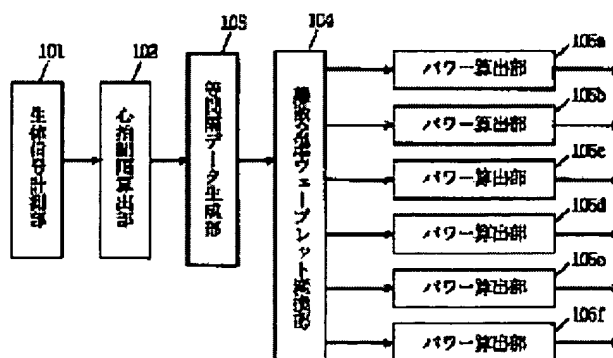 101
102
103
104
生体信号計測部
心拍間隔算出部
等間隔データ生成部
離散ウェーブレット変換部
パワー算出部
105a
パワー算出部
105b
パワー算出部
105c
パワー算出部
105d
パワー算出部
105e
パワー算出部
105f